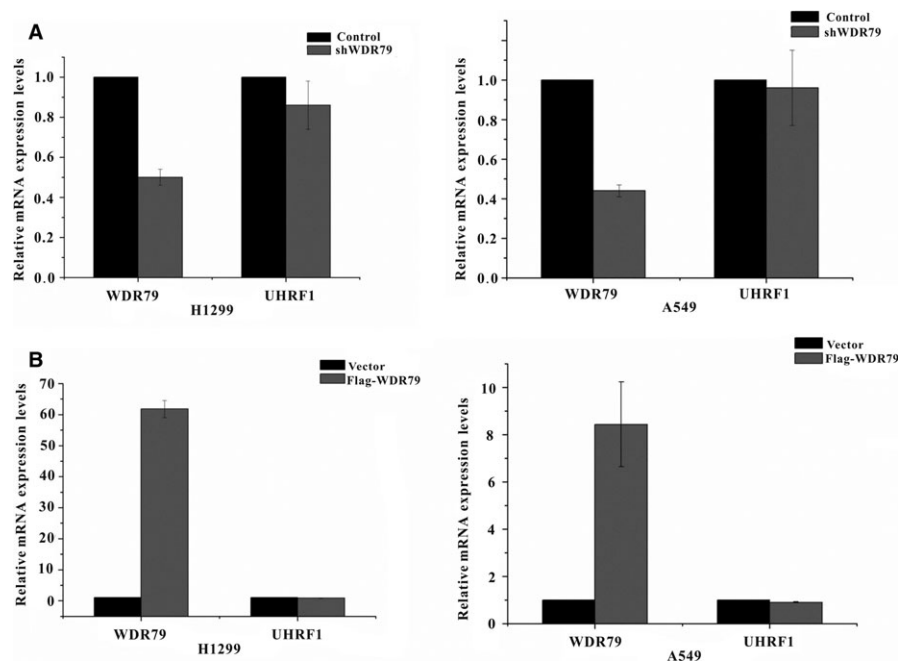 A
Control
shWDR79
Relative mRNA expression levels
1.0
0.8
0.6
0.4
0.2
0.0
WDR79
UHRF1
H1299
Control
shWDR79
Relative mRNA expression levels
1.0
0.8
0.6
0.4
0.2
0.0
WDR79
UHRF1
A549
B
Vector
Flag-WDR79
Relative mRNA expression levels
70
60
50
40
30
20
10
0
WDR79
UHRF1
H1299
Vector
Flag-WDR79
Relative mRNA expression levels
10
8
6
4
2
0
WDR79
UHRF1
A549